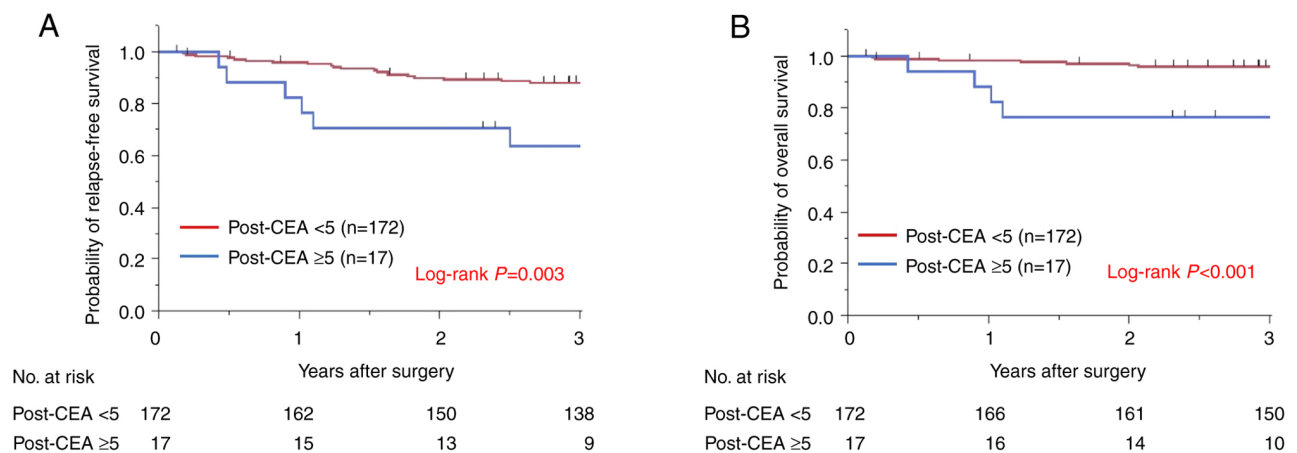 A
Probability of relapse-free survival
1.0
0.8
0.6
0.4
0.2
0.0
Post-CEA <5 (n=172)
Post-CEA ≥5 (n=17)
Log-rank P=0.003
0 1 2 3
Years after surgery
No. at risk
Post-CEA <5 172 162 150 138
Post-CEA ≥5 17 15 13 9
B
Probability of overall survival
1.0
0.8
0.6
0.4
0.2
0.0
Post-CEA <5 (n=172)
Post-CEA ≥5 (n=17)
Log-rank P<0.001
0 1 2 3
Years after surgery
No. at risk
Post-CEA <5 172 166 161 150
Post-CEA ≥5 17 16 14 10